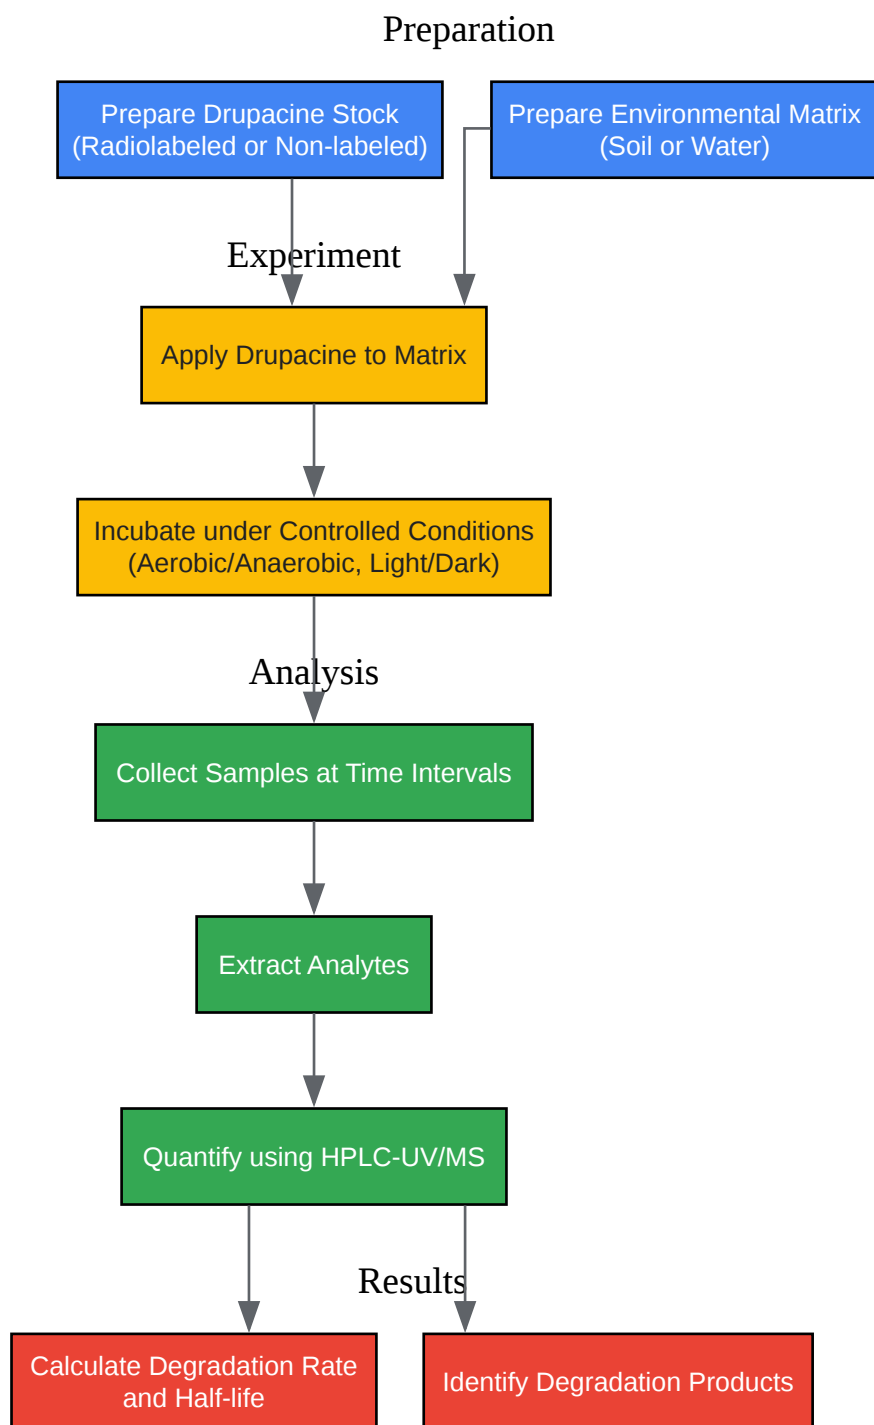 Preparation
Prepare Drupacine Stock
(Radiolabeled or Non-labeled)
Prepare Environmental Matrix
(Soil or Water)
Experiment
Apply Drupacine to Matrix
Incubate under Controlled Conditions
(Aerobic/Anaerobic, Light/Dark)
Analysis
Collect Samples at Time Intervals
Extract Analytes
Quantify using HPLC-UV/MS
Results
Calculate Degradation Rate
and Half-life
Identify Degradation Products